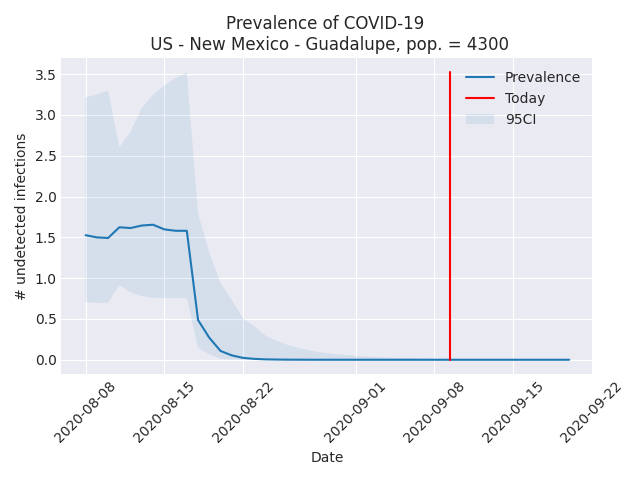 Prevalence of COVID-19
US - New Mexico - Guadalupe, pop. = 4300
3.5
3.0
2.5
2.0
1.5
1.0
0.5
0.0
# undetected infections
Prevalence
Today
95CI
2020-08-08
2020-08-15
2020-08-22
2020-09-01
2020-09-08
2020-09-15
2020-09-22
Date